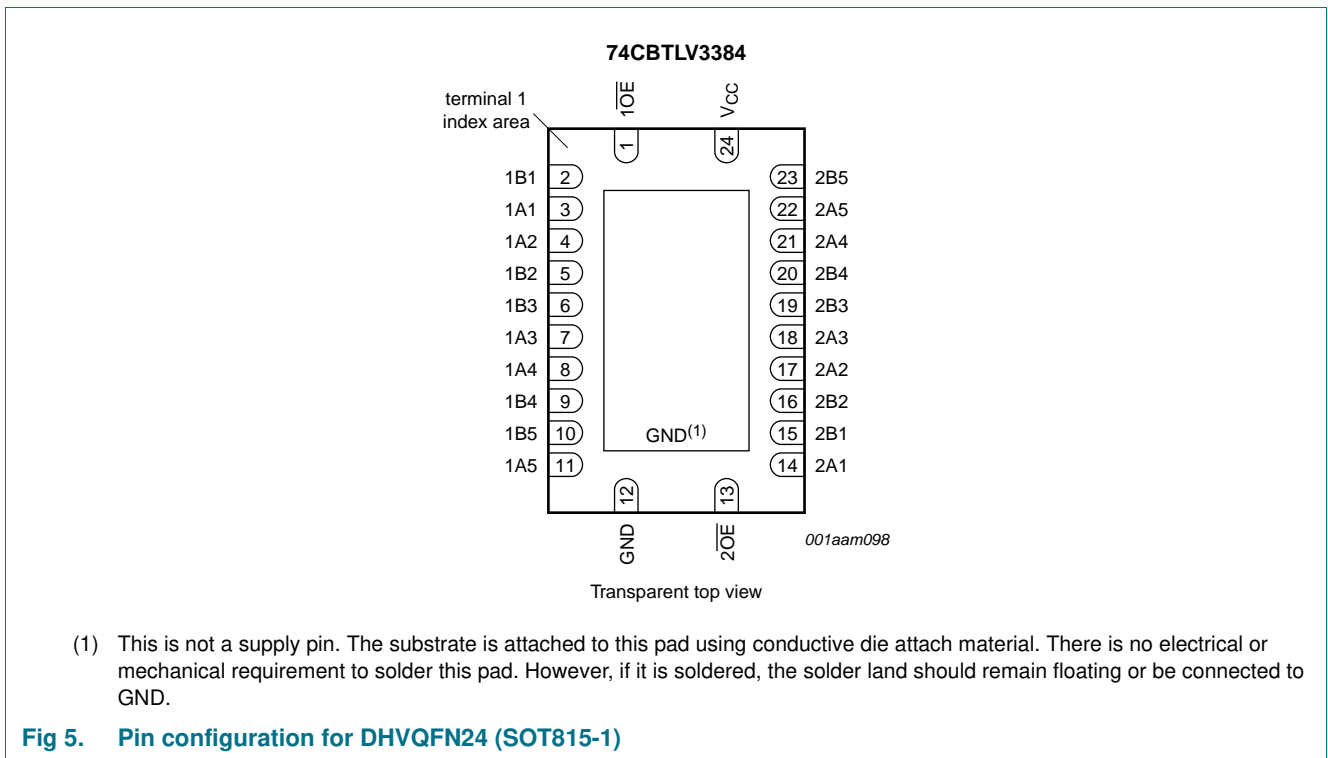 74CBTLV3384
terminal 1
index area
1OE
VCC
1
24
1B1 2
23 2B5
1A1 3
22 2A5
1A2 4
21 2A4
1B2 5
20 2B4
1B3 6
19 2B3
1A3 7
18 2A3
1A4 8
17 2A2
1B4 9
16 2B2
1B5 10
GND(1)
15 2B1
1A5 11
14 2A1
12
13
GND
2OE
001aam098
Transparent top view
(1) This is not a supply pin. The substrate is attached to this pad using conductive die attach material. There is no electrical or
mechanical requirement to solder this pad. However, if it is soldered, the solder land should remain floating or be connected to
GND.
Fig 5. Pin configuration for DHVQFN24 (SOT815-1)